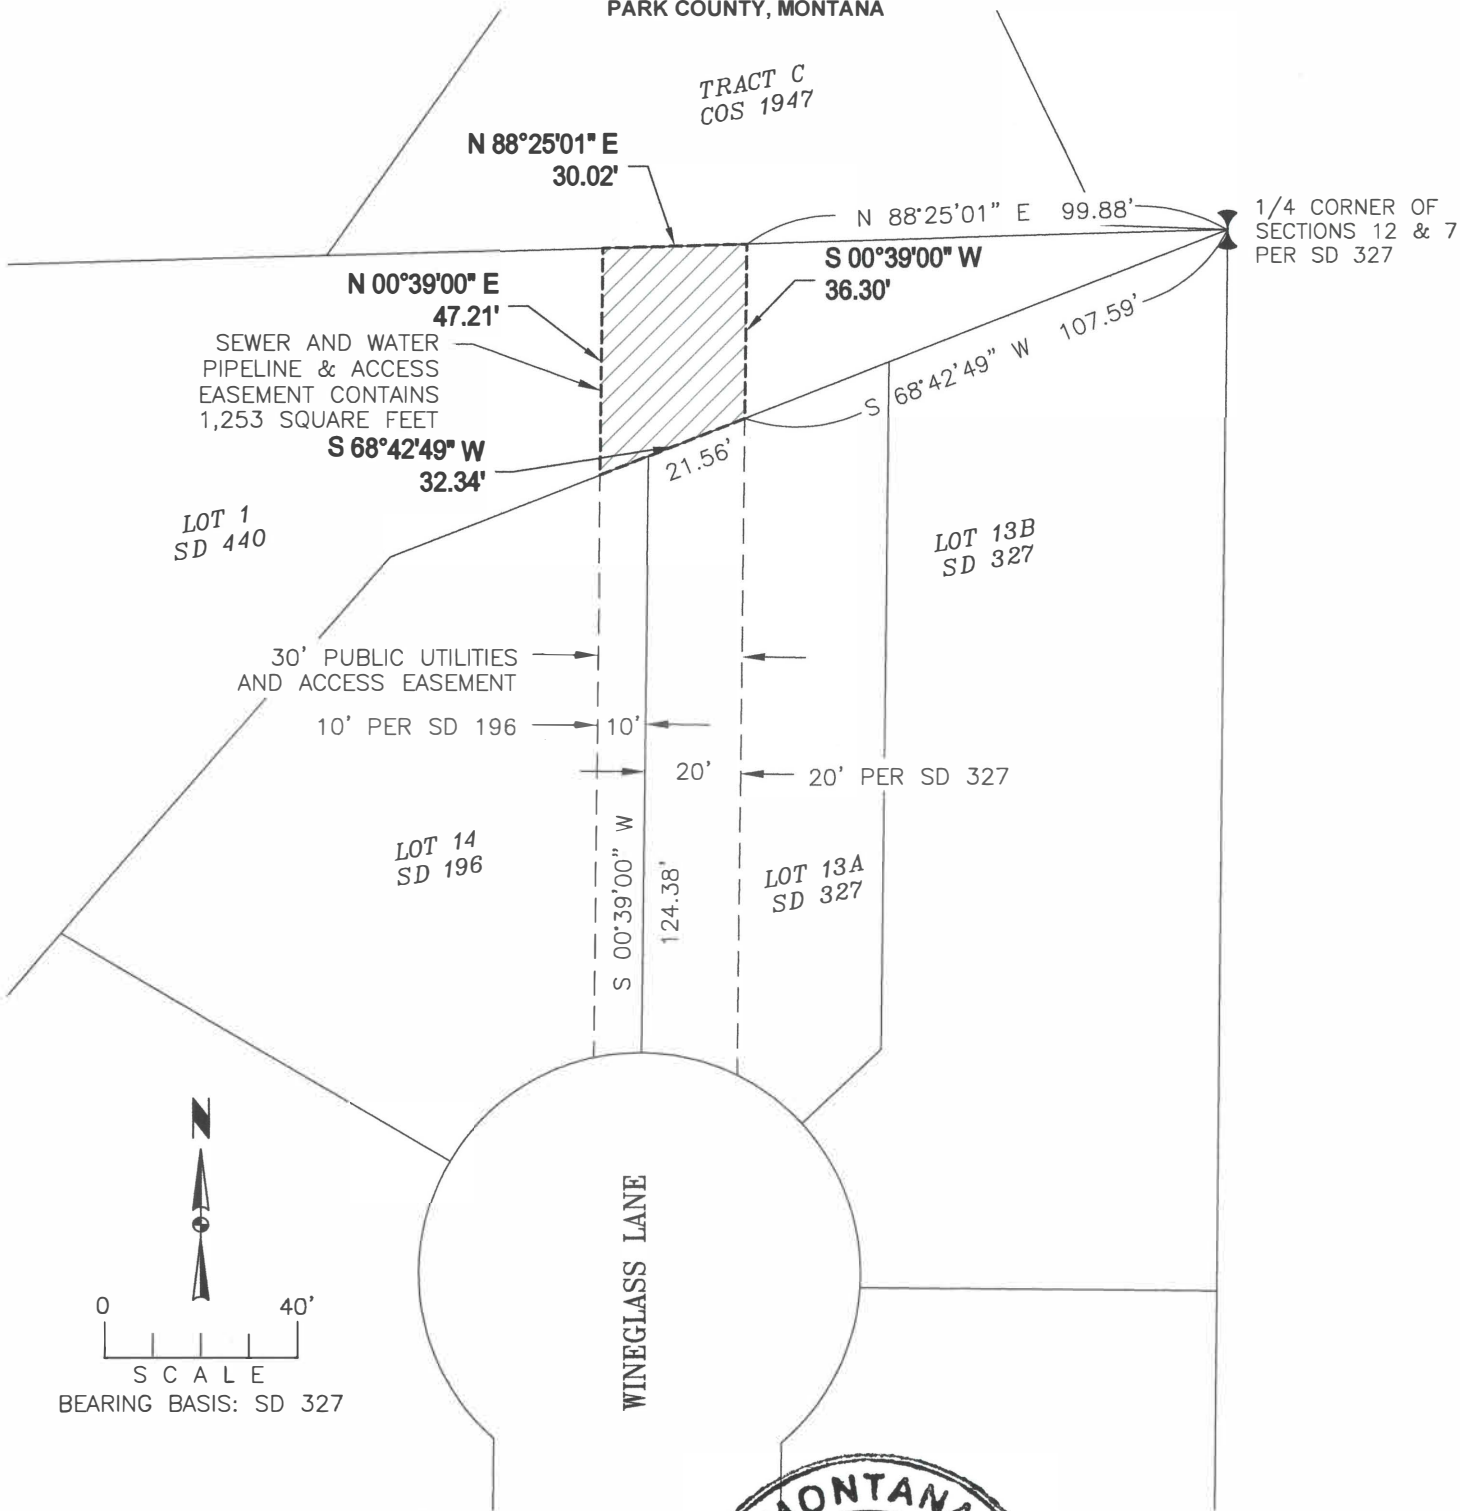 PARK COUNTY, MONTANA
TRACT C
COS 1947
N 88°25'01" E
30.02'
N 88°25'01" E 99.88'
1/4 CORNER OF
SECTIONS 12 & 7
PER SD 327
S 00°39'00" W
36.30'
N 00°39'00" E
47.21'
SEWER AND WATER
PIPELINE & ACCESS
EASEMENT CONTAINS
1,253 SQUARE FEET
S 68°42'49" W 107.59'
S 68°42'49" W
32.34'
21.56'
LOT 1
SD 440
LOT 13B
SD 327
30' PUBLIC UTILITIES
AND ACCESS EASEMENT
10' PER SD 196
10'
20'
20' PER SD 327
S 00°39'00" W
124.38'
LOT 14
SD 196
LOT 13A
SD 327
N
WINEGLASS LANE
0 40'
SCALE
BEARING BASIS: SD 327
MONTANA